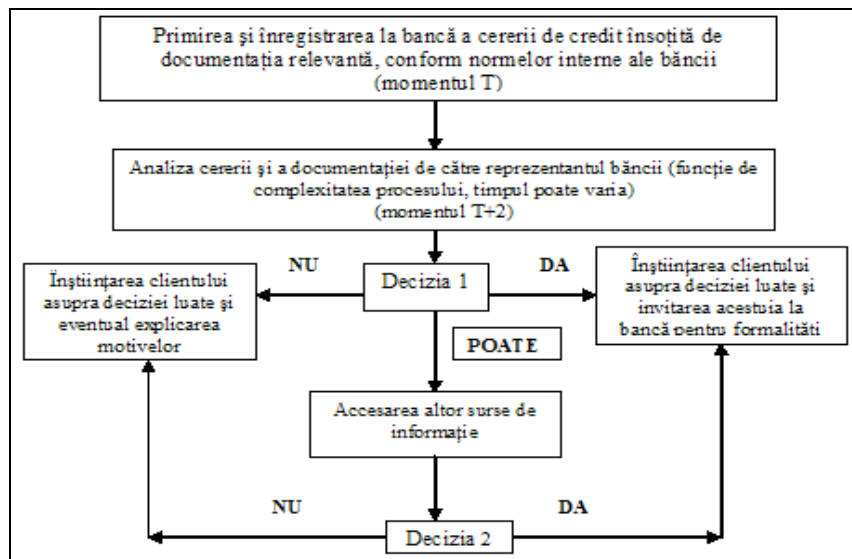 Primirea şi înregistrarea la bancă a cererii de credit însoţită de
documentaţia relevantă, conform normelor interne ale băncii
(momentul T)
Analiza cererii şi a documentaţiei de către reprezentantul băncii (funcţie de
complexitatea procesului, timpul poate varia)
(momentul T+2)
NU
Decizia 1
DA
Înştiinţarea clientului
asupra deciziei luate şi
eventual explicarea
motivelor
Înştiinţarea clientului
asupra deciziei luate şi
invitarea acestuia la
bancă pentru formalităţi
POATE
Accesarea altor surse de
informaţie
NU
Decizia 2
DA